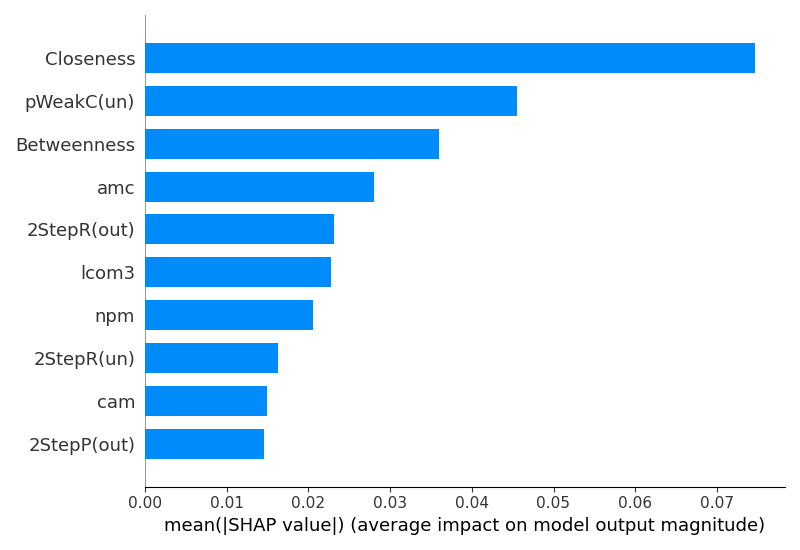 Closeness
pWeakC(un)
Betweenness
amc
2StepR(out)
lcom3
npm
2StepR(un)
cam
2StepP(out)
0.00 0.01 0.02 0.03 0.04 0.05 0.06 0.07
mean(|SHAP value|) (average impact on model output magnitude)